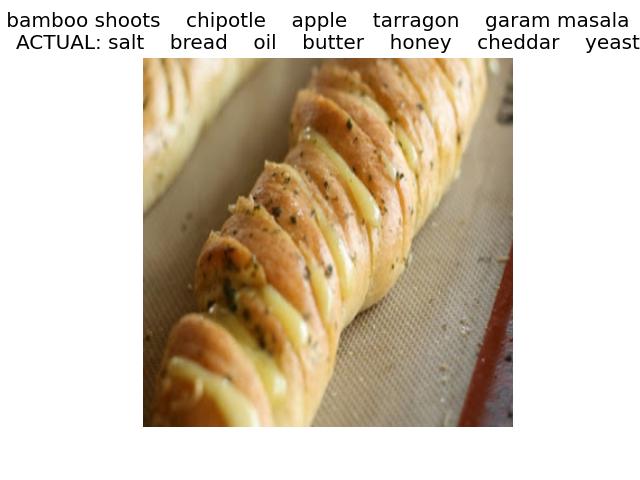 bamboo shoots chipotle apple tarragon garam masala
ACTUAL: salt bread oil butter honey cheddar yeast